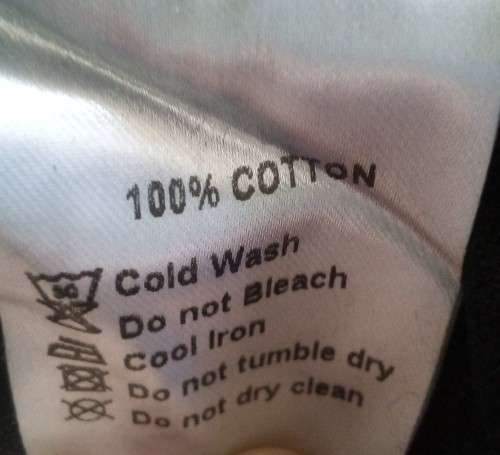 100% COTTON
Cold Wash
Do not Bleach
Cool Iron
Do not tumble dry
Do not dry clean